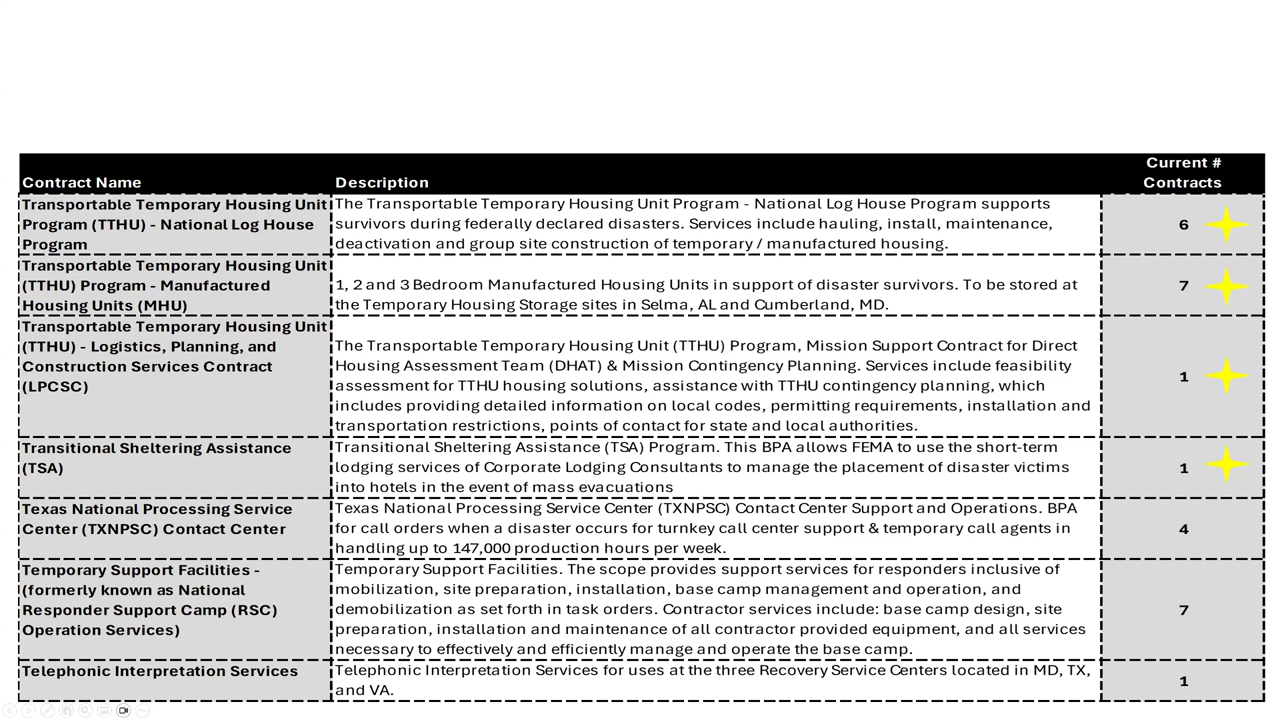 Current #
Contract Name Description Contracts
Transportable Temporary Housing Unit
Program (TTHU) - National Log House
Program
The Transportable Temporary Housing Unit Program - National Log House Program supports
survivors during federally declared disasters. Services include hauling, install, maintenance,
deactivation and group site construction of temporary / manufactured housing.
6
Transportable Temporary Housing Unit
(TTHU) Program - Manufactured
Housing Units (MHU)
1, 2 and 3 Bedroom Manufactured Housing Units in support of disaster survivors. To be stored at
the Temporary Housing Storage sites in Selma, AL and Cumberland, MD.
7
Transportable Temporary Housing Unit
(TTHU) - Logistics, Planning, and
Construction Services Contract
(LPCSC)
The Transportable Temporary Housing Unit (TTHU) Program, Mission Support Contract for Direct
Housing Assessment Team (DHAT) & Mission Contingency Planning. Services include feasibility
assessment for TTHU housing solutions, assistance with TTHU contingency planning, which
includes providing detailed information on local codes, permitting requirements, installation and
transportation restrictions, points of contact for state and local authorities.
1
Transitional Sheltering Assistance
(TSA)
Transitional Sheltering Assistance (TSA) Program. This BPA allows FEMA to use the short-term
lodging services of Corporate Lodging Consultants to manage the placement of disaster victims
into hotels in the event of mass evacuations
1
Texas National Processing Service
Center (TXNPSC) Contact Center
Texas National Processing Service Center (TXNPSC) Contact Center Support and Operations. BPA
for call orders when a disaster occurs for turnkey call center support & temporary call agents in
handling up to 147,000 production hours per week.
4
Temporary Support Facilities -
(formerly known as National
Responder Support Camp (RSC)
Operation Services)
Temporary Support Facilities. The scope provides support services for responders inclusive of
mobilization, site preparation, installation, base camp management and operation, and
demobilization as set forth in task orders. Contractor services include: base camp design, site
preparation, installation and maintenance of all contractor provided equipment, and all services
necessary to effectively and efficiently manage and operate the base camp.
7
Telephonic Interpretation Services
Telephonic Interpretation Services for uses at the three Recovery Service Centers located in MD, TX,
and VA.
1